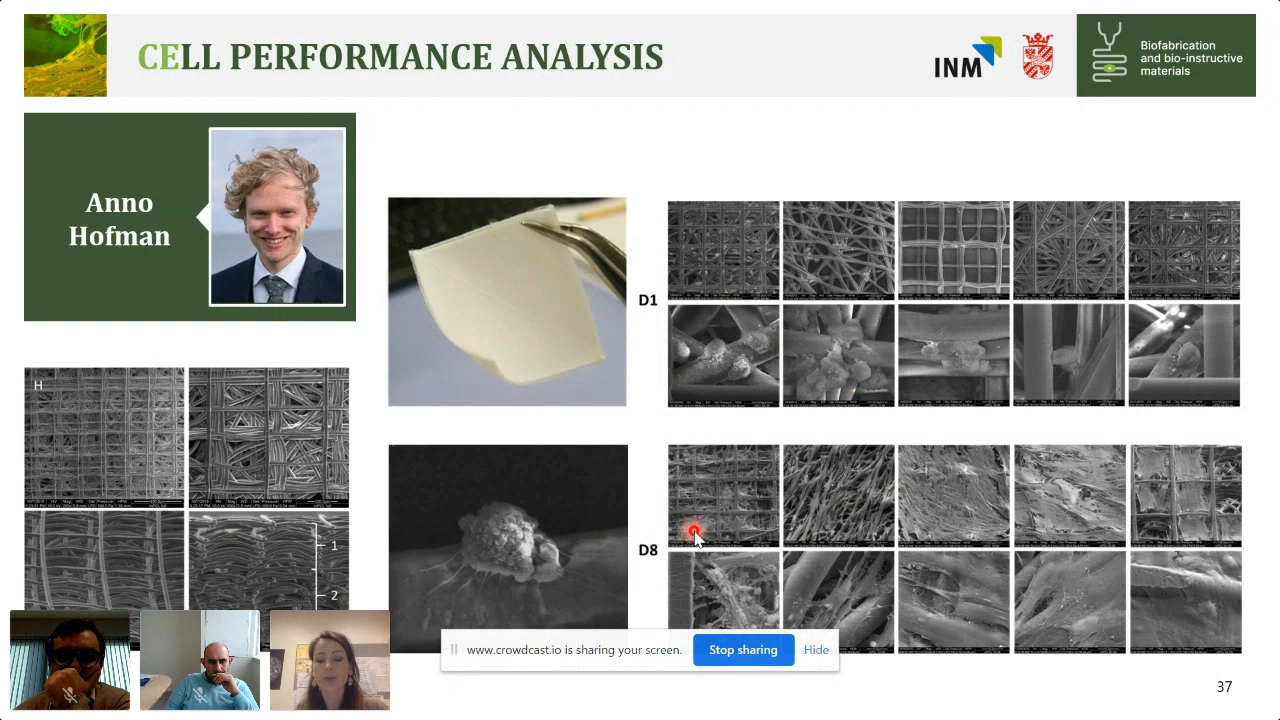 CELL PERFORMANCE ANALYSIS
INM
Biofabrication
and bio-instructive
materials
Anno
Hofman
D1
H
1
2
D8
www.crowdcast.io is sharing your screen.
Stop sharing
Hide
37